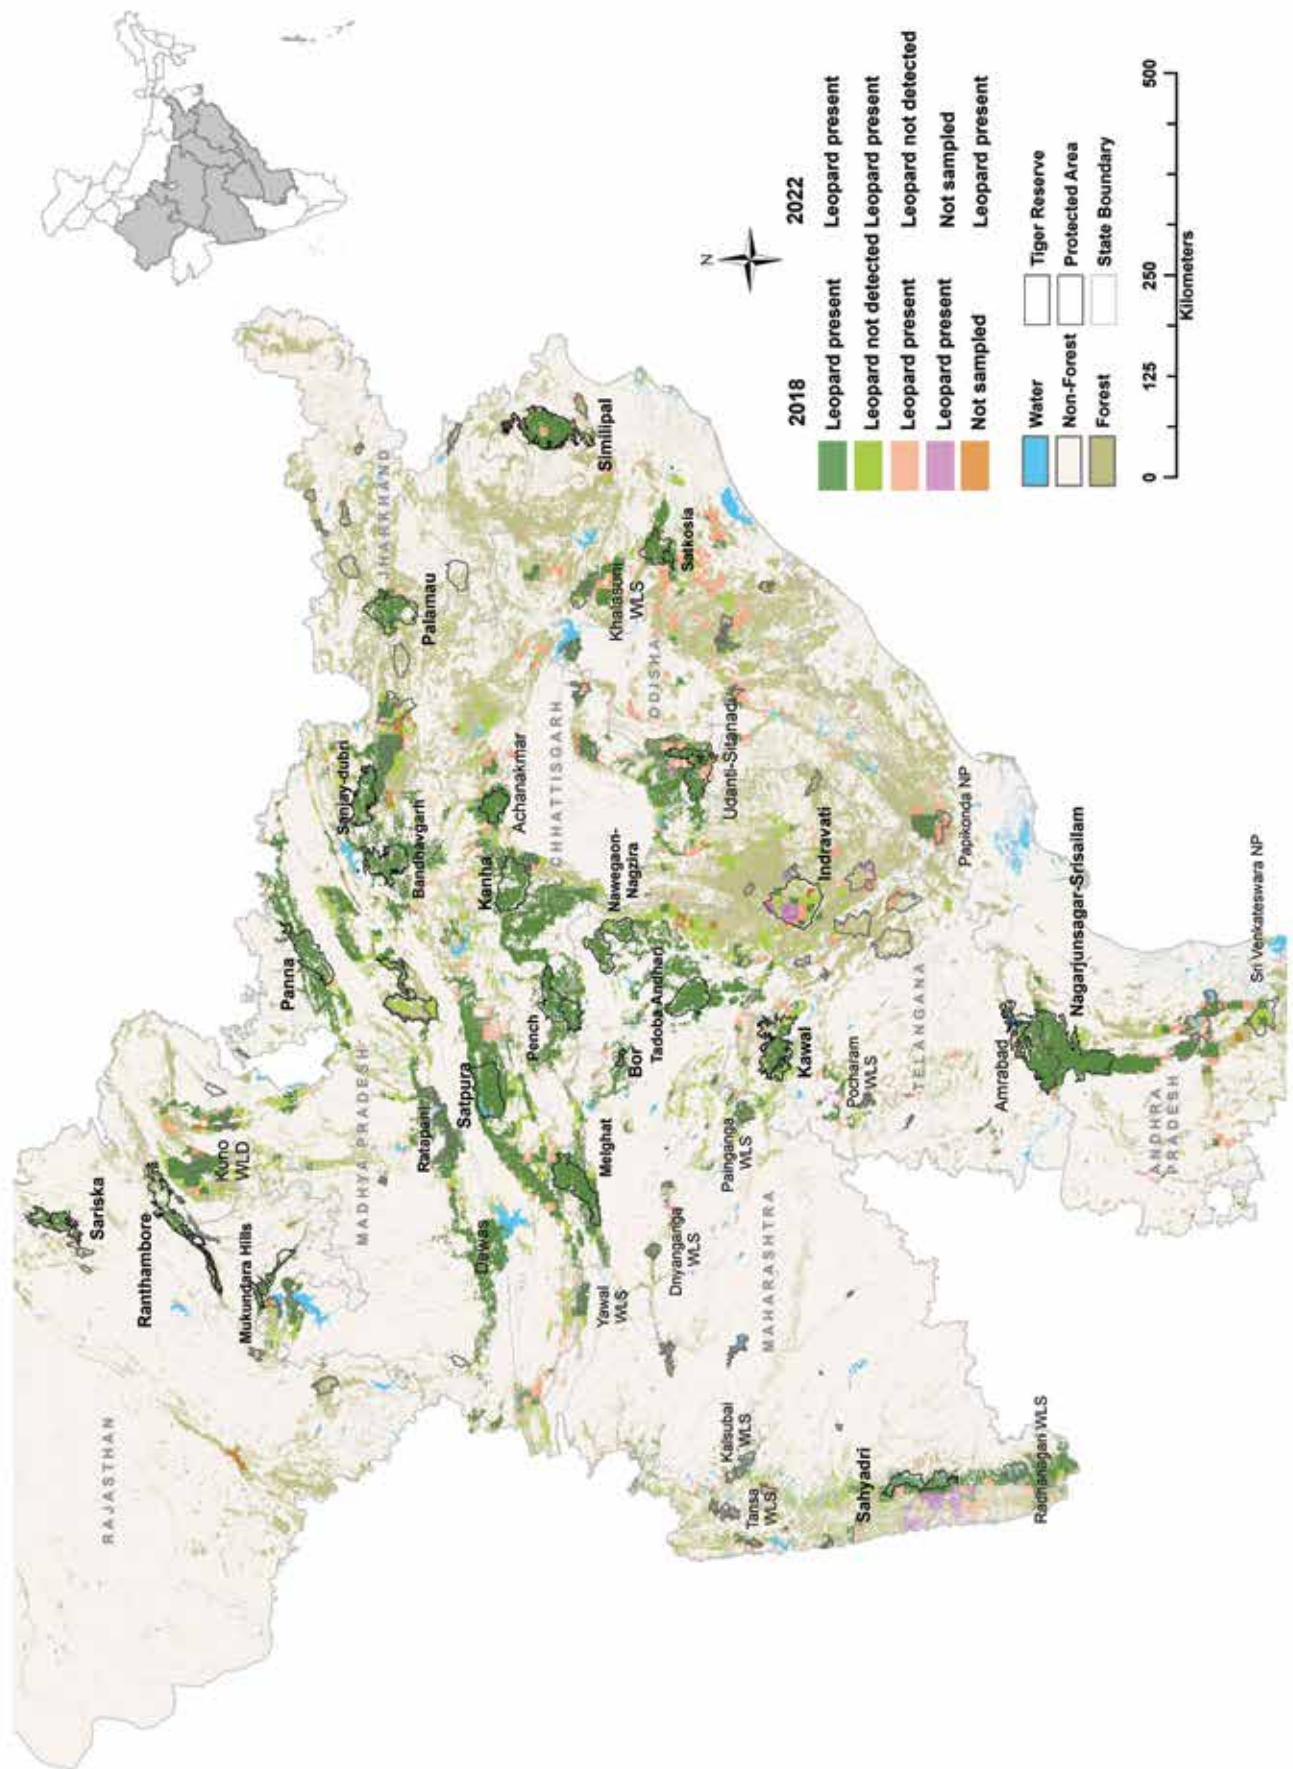 RAJASTHAN
Sariska
Ranthambore
Kuno
WLD
Mukundara Hills
MADHYA PRADESH
Panna
Sanjay-dubri
Bandhavgarh
Palamau
JHARKHAND
Ratapani
Satpura
Dewas
Kanha
Achanakmar
CHHATTISGARH
Similipal
Melghat
Pench
Yawal
WLS
Bor
Nawegaon-
Nagzira
Khalasuni
WLS
ODISHA
Satkosia
Tadoba-Andhari
Dnyanganga
WLS
Udanti-Sitanadi
Painganga
WLS
MAHARASHTRA
Kalsubai
WLS
Tansa
WLS
Kawal
Indravati
Pocharam
WLS
Sahyadri
TELANGANA
Papikonda NP
Amrabad
Radhanagari WLS
Nagarjunsagar-Srisailam
ANDHRA
PRADESH
Sri Venkateswara NP
N
2018 2022
Leopard present Leopard present
Leopard not detected Leopard present
Leopard present Leopard not detected
Leopard present Not sampled
Not sampled Leopard present
Water Tiger Reserve
Non-Forest Protected Area
Forest State Boundary
0 125 250 500
Kilometers